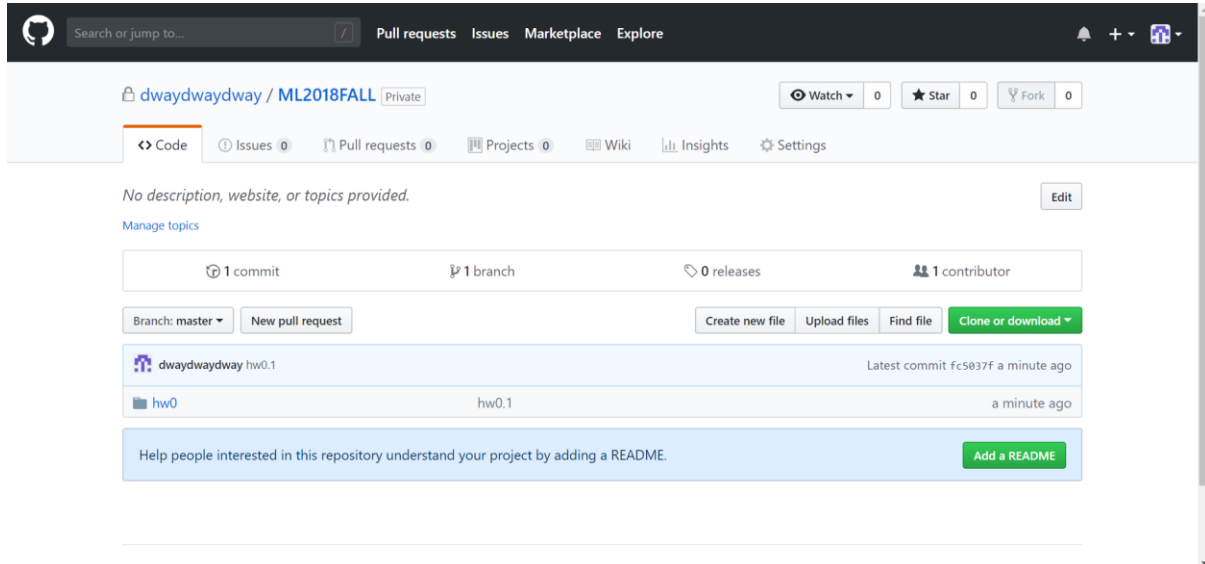 Search or jump to... / Pull requests Issues Marketplace Explore
dwaydwaydway / ML2018FALL Private Watch 0 Star 0 Fork 0
Code Issues 0 Pull requests 0 Projects 0 Wiki Insights Settings
No description, website, or topics provided. Edit
Manage topics
1 commit 1 branch 0 releases 1 contributor
Branch: master New pull request Create new file Upload files Find file Clone or download
dwaydwaydway hw0.1 Latest commit fc5037f a minute ago
hw0 hw0.1 a minute ago
Help people interested in this repository understand your project by adding a README. Add a README